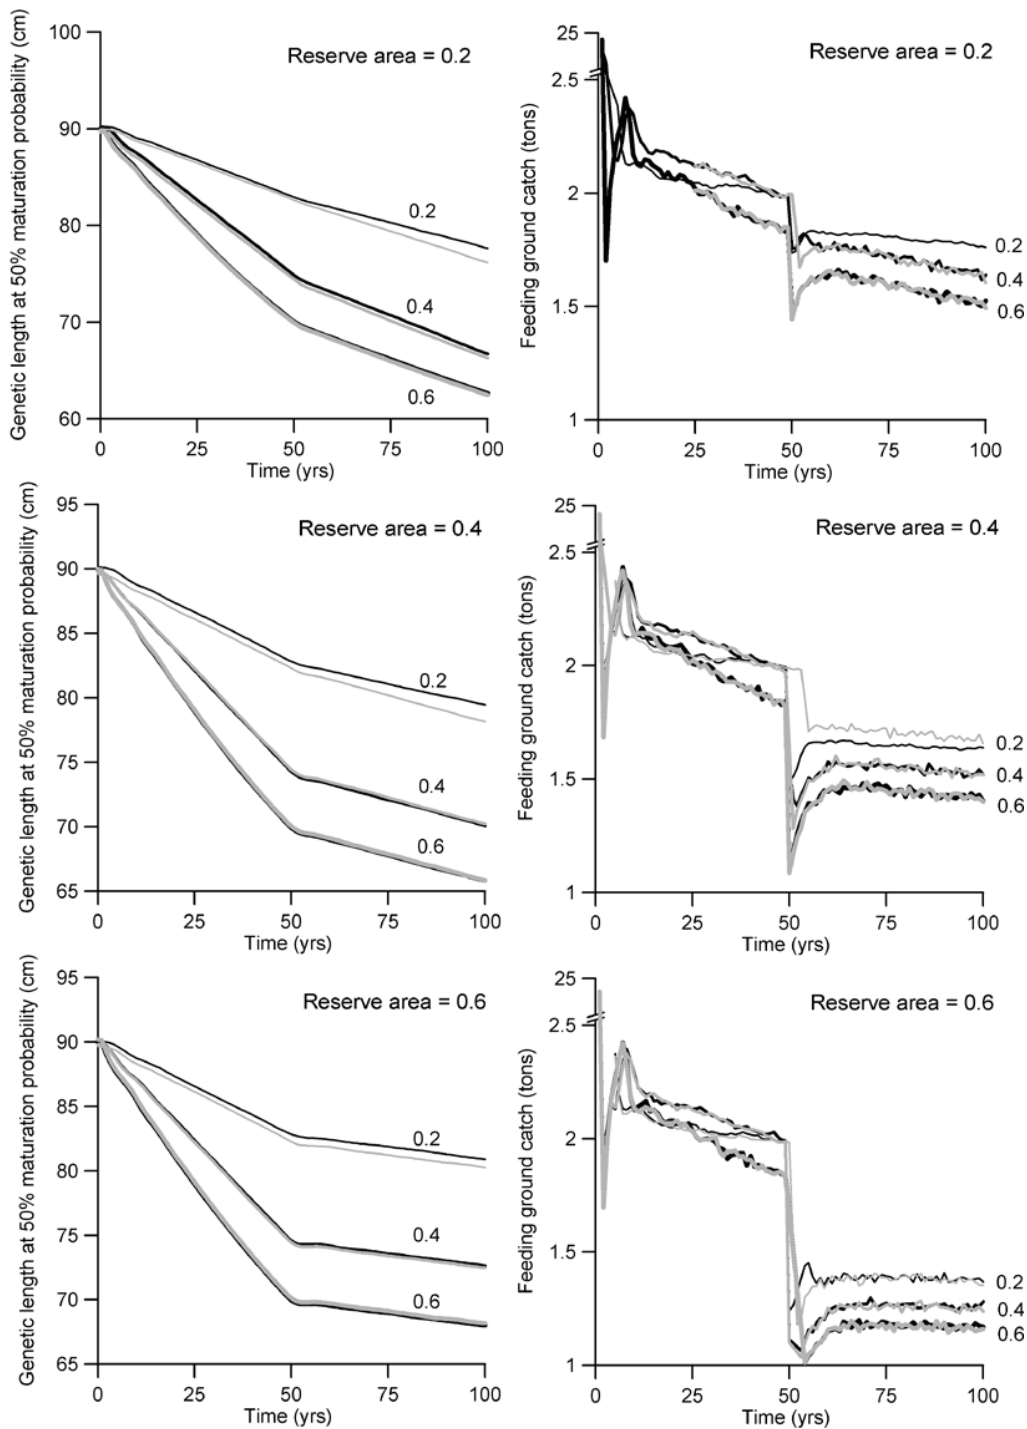 Genetic length at 50% maturation probability (cm)
100
90
80
70
60
Reserve area = 0.2
0.2
0.4
0.6
0 25 50 75 100
Time (yrs)
Feeding ground catch (tons)
25
2.5
2
1.5
1
Reserve area = 0.2
0.2
0.4
0.6
0 25 50 75 100
Time (yrs)
Genetic length at 50% maturation probability (cm)
95
90
85
80
75
70
65
Reserve area = 0.4
0.2
0.4
0.6
0 25 50 75 100
Time (yrs)
Feeding ground catch (tons)
25
2.5
2
1.5
1
Reserve area = 0.4
0.2
0.4
0.6
0 25 50 75 100
Time (yrs)
Genetic length at 50% maturation probability (cm)
95
90
85
80
75
70
65
Reserve area = 0.6
0.2
0.4
0.6
0 25 50 75 100
Time (yrs)
Feeding ground catch (tons)
25
2.5
2
1.5
1
Reserve area = 0.6
0.2
0.4
0.6
0 25 50 75 100
Time (yrs)